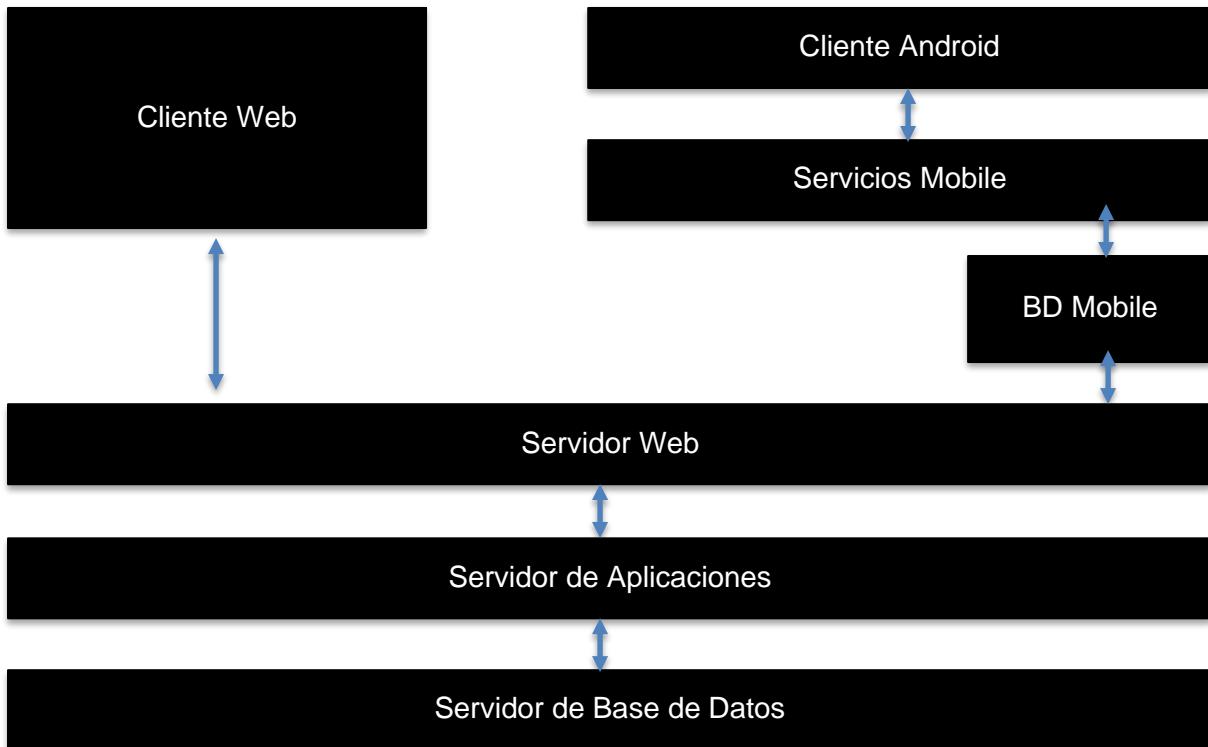 Cliente Web
Cliente Android
Servicios Mobile
BD Mobile
Servidor Web
Servidor de Aplicaciones
Servidor de Base de Datos